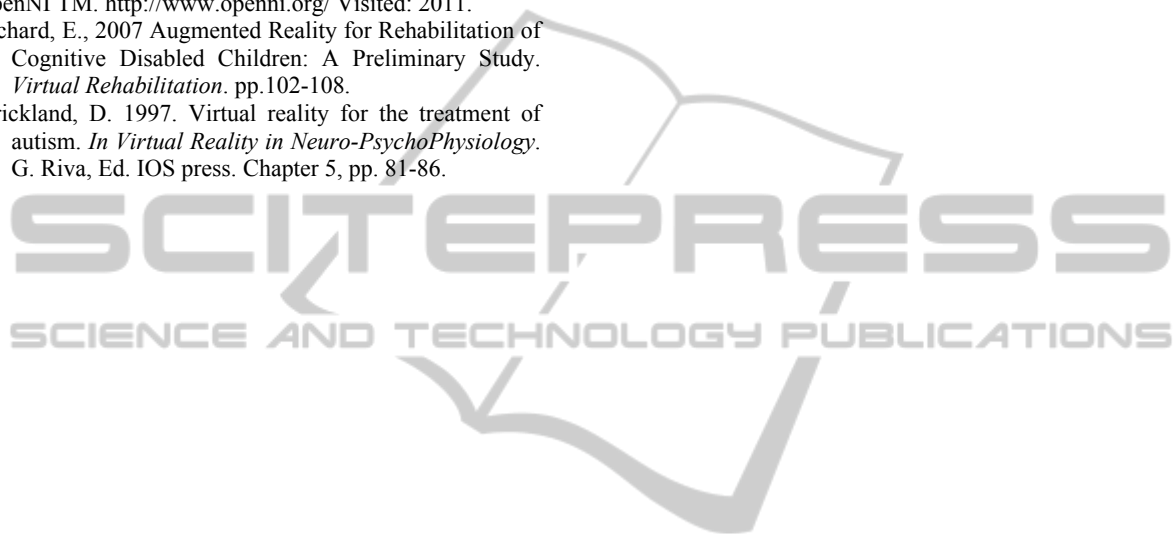 penNI TM. http://www.openni.org/ Visited: 2011.
chard, E., 2007 Augmented Reality for Rehabilitation of
Cognitive Disabled Children: A Preliminary Study.
Virtual Rehabilitation. pp.102-108.
rickland, D. 1997. Virtual reality for the treatment of
autism. In Virtual Reality in Neuro-PsychoPhysiology.
G. Riva, Ed. IOS press. Chapter 5, pp. 81-86.
SCITEPRESS
SCIENCE AND TECHNOLOGY PUBLICATIONS